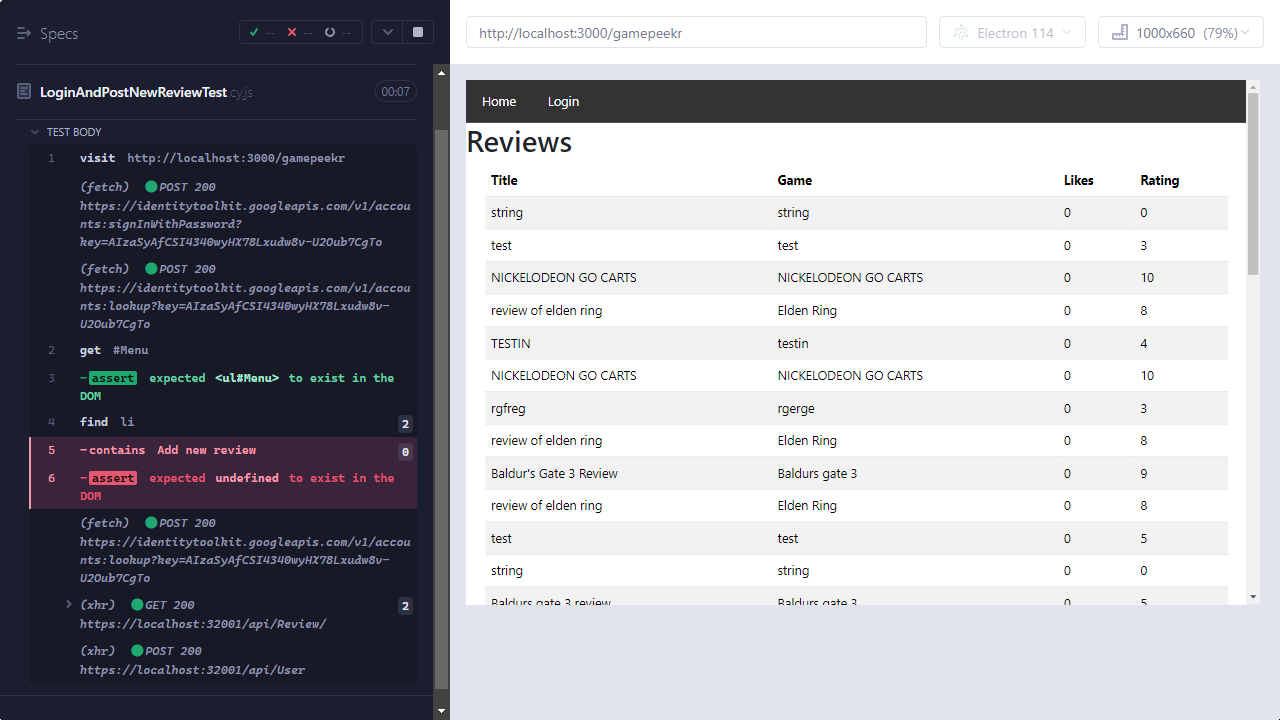 Specs
-- -- --
LoginAndPostNewReviewTest.cy.js 00:07
TEST BODY
1 visit http://localhost:3000/gamepeekr
(fetch) POST 200
https://identitytoolkit.googleapis.com/v1/accou
nts:signInWithPassword?
key=AIzaSyAfCSI4340wyHX78Lxudw8v-U2Oub7CgTo
(fetch) POST 200
https://identitytoolkit.googleapis.com/v1/accou
nts:lookup?key=AIzaSyAfCSI4340wyHX78Lxudw8v-
U2Oub7CgTo
2 get #Menu
3 -assert expected <ul#Menu> to exist in the
DOM
4 find li 2
5 -contains Add new review 0
6 -assert expected undefined to exist in the
DOM
(fetch) POST 200
https://identitytoolkit.googleapis.com/v1/accou
nts:lookup?key=AIzaSyAfCSI4340wyHX78Lxudw8v-
U2Oub7CgTo
(xhr) GET 200 2
https://localhost:32001/api/Review/
(xhr) POST 200
https://localhost:32001/api/User
http://localhost:3000/gamepeekr
Electron 114
1000x660 (79%)
Home Login
Reviews
Title Game Likes Rating
string string 0 0
test test 0 3
NICKELODEON GO CARTS NICKELODEON GO CARTS 0 10
review of elden ring Elden Ring 0 8
TESTIN testin 0 4
NICKELODEON GO CARTS NICKELODEON GO CARTS 0 10
rgfreg rgerge 0 3
review of elden ring Elden Ring 0 8
Baldur's Gate 3 Review Baldurs gate 3 0 9
review of elden ring Elden Ring 0 8
test test 0 5
string string 0 0
Baldurs gate 3 review Baldurs gate 3 0 5